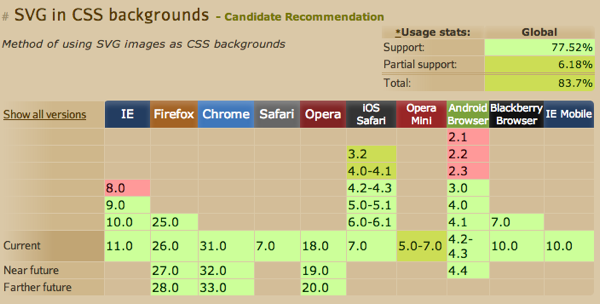 # SVG in CSS backgrounds - Candidate Recommendation
Method of using SVG images as CSS backgrounds
*Usage stats: Global
Support: 77.52%
Partial support: 6.18%
Total: 83.7%
Show all versions IE Firefox Chrome Safari Opera iOS Safari Opera Mini Android Browser Blackberry Browser IE Mobile
2.1
3.2 2.2
4.0-4.1 2.3
8.0 4.2-4.3 3.0
9.0 5.0-5.1 4.0
10.0 25.0 6.0-6.1 4.1 7.0
Current 11.0 26.0 31.0 7.0 18.0 7.0 5.0-7.0 4.2-4.3 10.0 10.0
Near future 27.0 32.0 19.0 4.4
Farther future 28.0 33.0 20.0